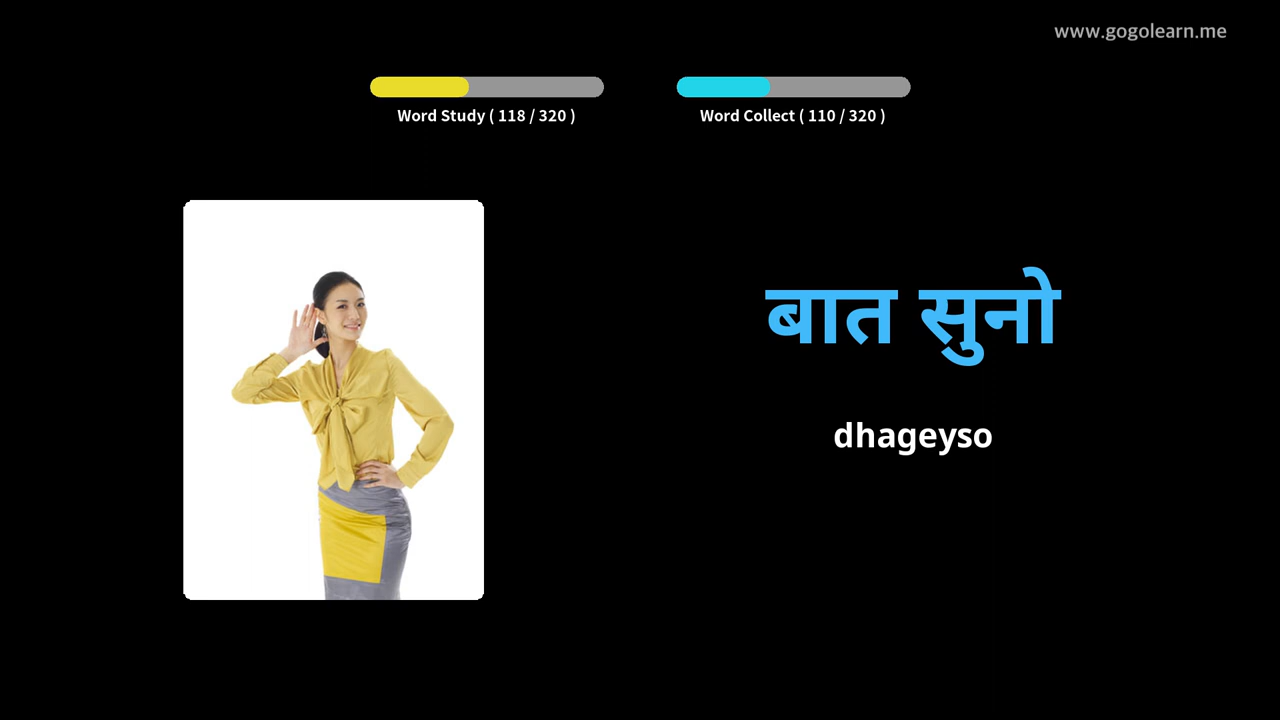 www.gogolearn.me
Word Study ( 118 / 320 )
Word Collect ( 110 / 320 )
बात सुनो
dhageyso